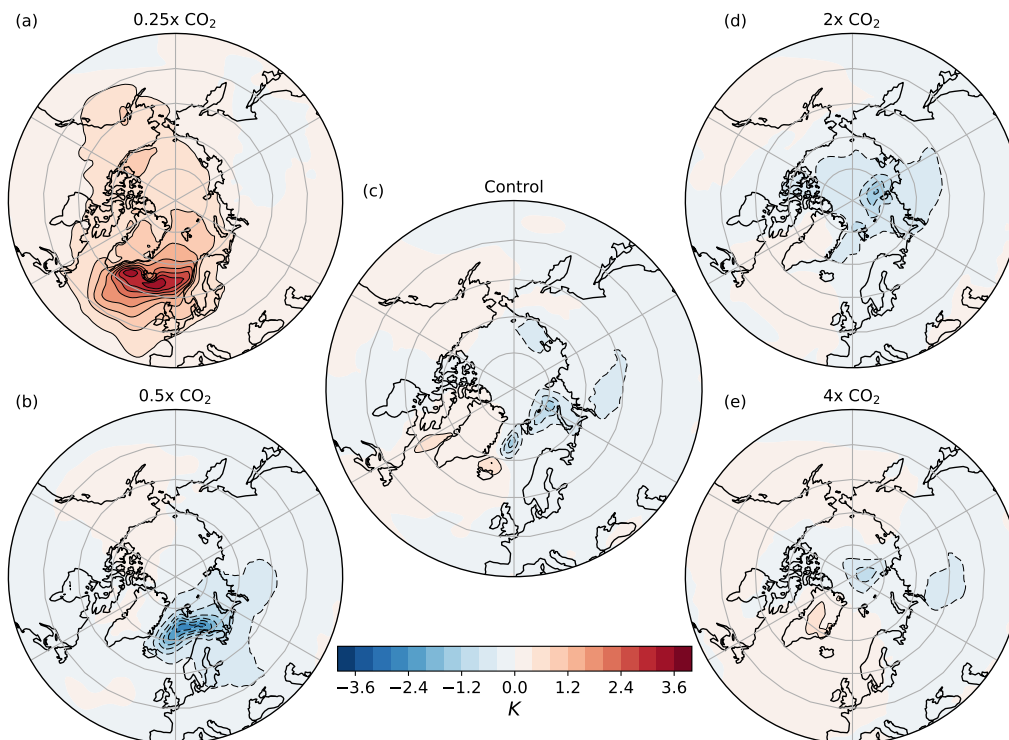 (a) 0.25x CO₂
(d) 2x CO₂
(c) Control
(b) 0.5x CO₂
(e) 4x CO₂
−3.6 −2.4 −1.2 0.0 1.2 2.4 3.6
K